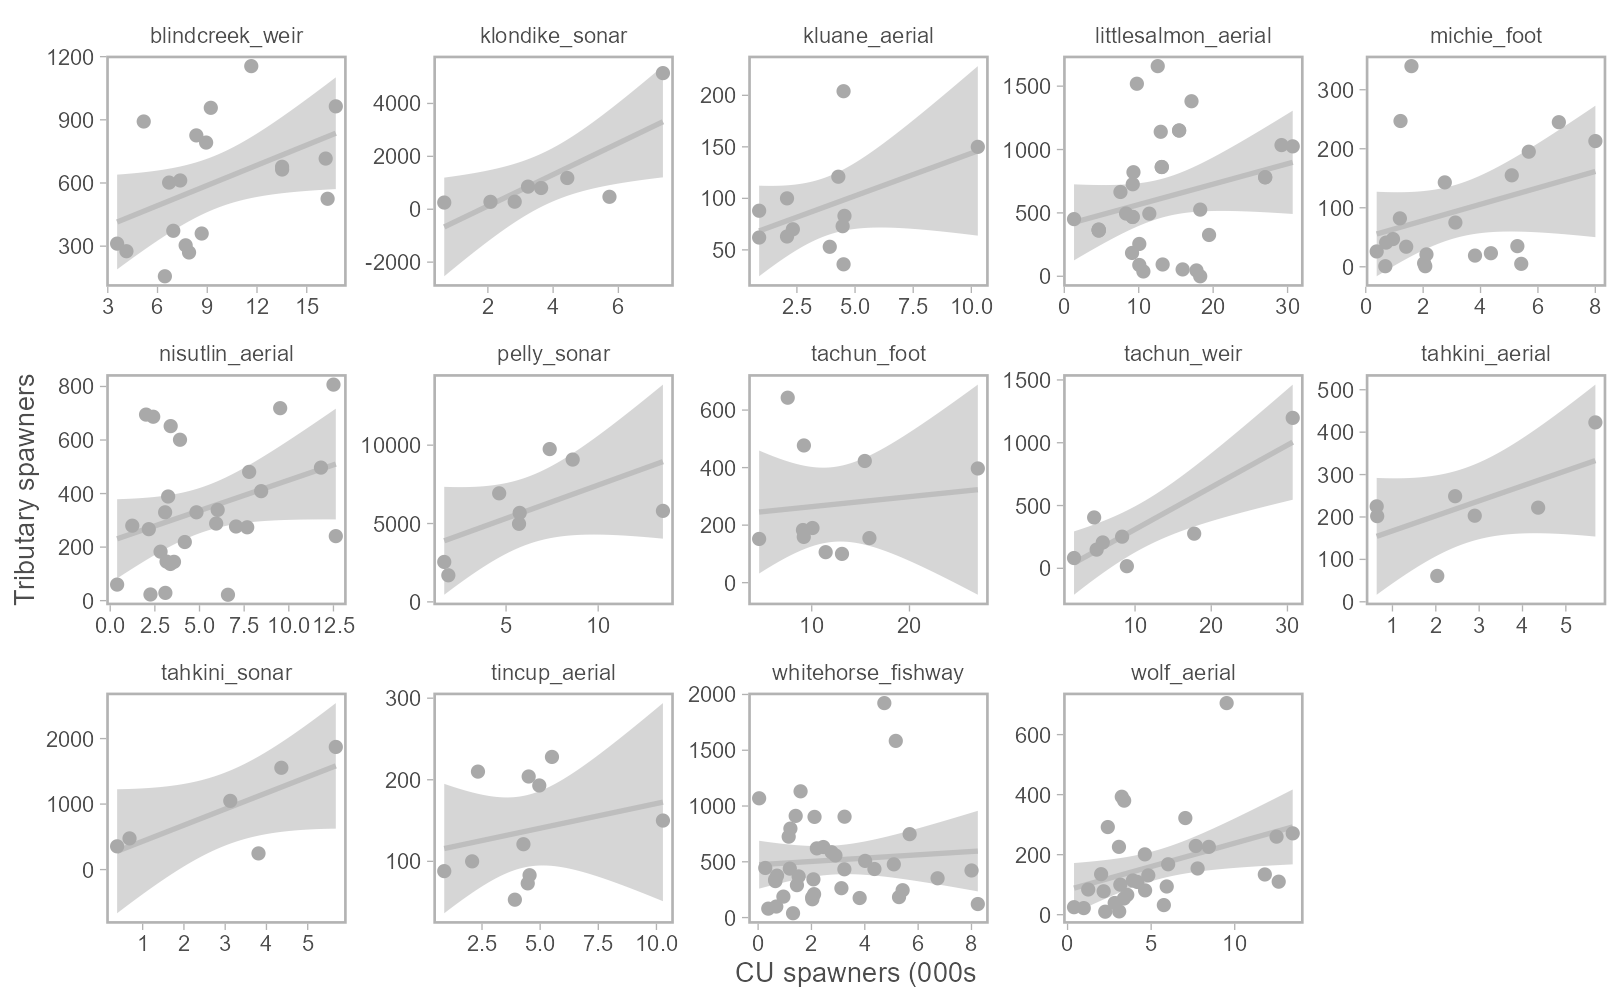 blindcreek_weir klondike_sonar kluane_aerial littlesalmon_aerial michie_foot
1200 900 600 300
3 6 9 12 15
4000 2000 0 -2000
2 4 6
200 150 100 50
2.5 5.0 7.5 10.0
1500 1000 500 0
0 10 20 30
300 200 100 0
0 2 4 6 8
Tributary spawners
nisutlin_aerial pelly_sonar tachun_foot tachun_weir tahkini_aerial
800 600 400 200 0
0.0 2.5 5.0 7.5 10.0 12.5
10000 5000 0
5 10
600 400 200 0
10 20
1500 1000 500 0
10 20 30
500 400 300 200 100 0
1 2 3 4 5
tahkini_sonar tincup_aerial whitehorse_fishway wolf_aerial
2000 1000 0
1 2 3 4 5
300 200 100
2.5 5.0 7.5 10.0
2000 1500 1000 500 0
0 2 4 6 8
600 400 200 0
0 5 10
CU spawners (000s